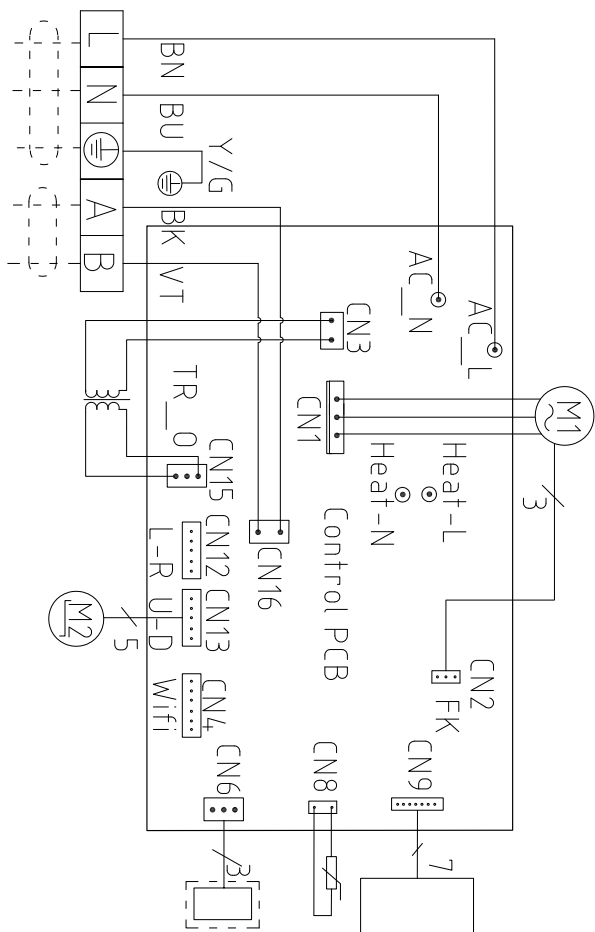 L
N
A
B
BN
BU
Y/G
BK
VT
AC_N
AC_L
CN3
CN1
M1
3
TR_O
CN15
Heat-N
Heat-L
CN16
Control PCB
CN12
L-R
CN13
U-D
M2
5
CN4
Wifi
CN2
FK
CN6
3
CN8
CN9
7